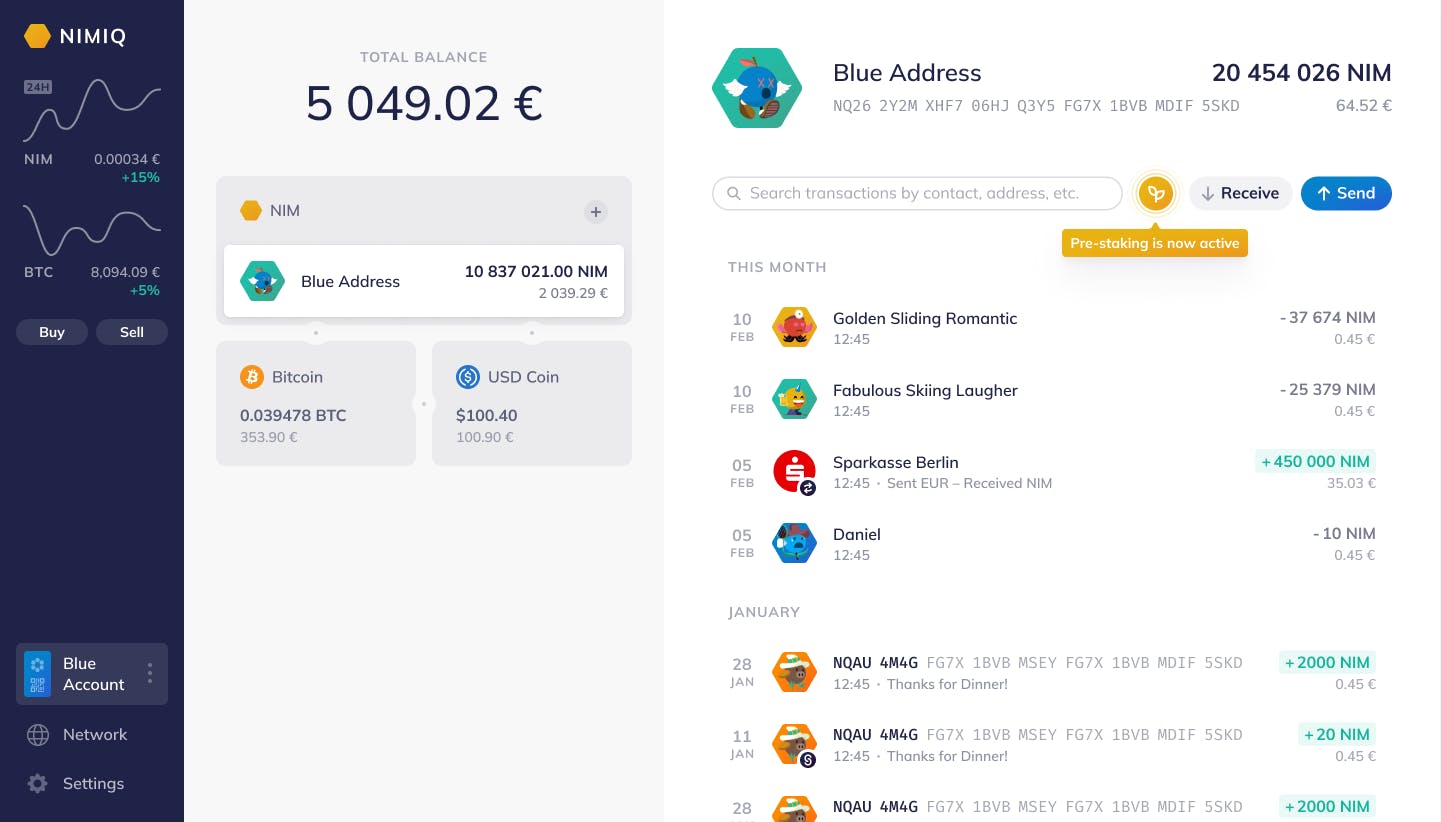 NIMIQ
24H
NIM 0.00034 €
+15%
BTC 8,094.09 €
+5%
Buy Sell
Blue
Account
Network
Settings
TOTAL BALANCE
5 049.02 €
NIM
Blue Address 10 837 021.00 NIM
2 039.29 €
Bitcoin
0.039478 BTC
353.90 €
USD Coin
$100.40
100.90 €
Blue Address 20 454 026 NIM
NQ26 2Y2M XHF7 06HJ Q3Y5 FG7X 1BVB MDIF 5SKD 64.52 €
Search transactions by contact, address, etc. Receive Send
Pre-staking is now active
THIS MONTH
10 FEB
Golden Sliding Romantic - 37 674 NIM
12:45 0.45 €
10 FEB
Fabulous Skiing Laugher - 25 379 NIM
12:45 0.45 €
05 FEB
Sparkasse Berlin + 450 000 NIM
12:45 · Sent EUR – Received NIM 35.03 €
05 FEB
Daniel - 10 NIM
12:45 0.45 €
JANUARY
28 JAN
NQAU 4M4G FG7X 1BVB MSEY FG7X 1BVB MDIF 5SKD + 2000 NIM
12:45 · Thanks for Dinner! 0.45 €
11 JAN
NQAU 4M4G FG7X 1BVB MSEY FG7X 1BVB MDIF 5SKD + 20 NIM
12:45 · Thanks for Dinner! 0.45 €
28
NQAU 4M4G FG7X 1BVB MSEY FG7X 1BVB MDIF 5SKD + 2000 NIM